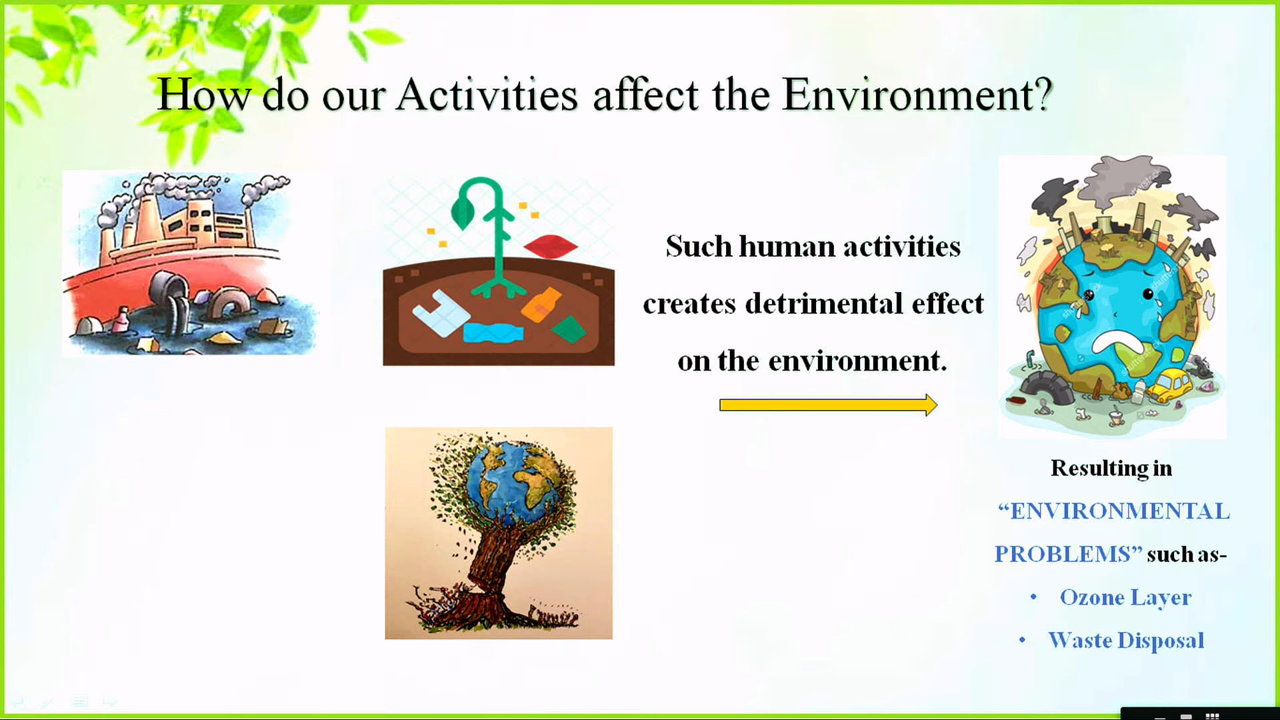 How do our Activities affect the Environment?
Such human activities
creates detrimental effect
on the environment.
Resulting in
“ENVIRONMENTAL
PROBLEMS” such as-
• Ozone Layer
• Waste Disposal